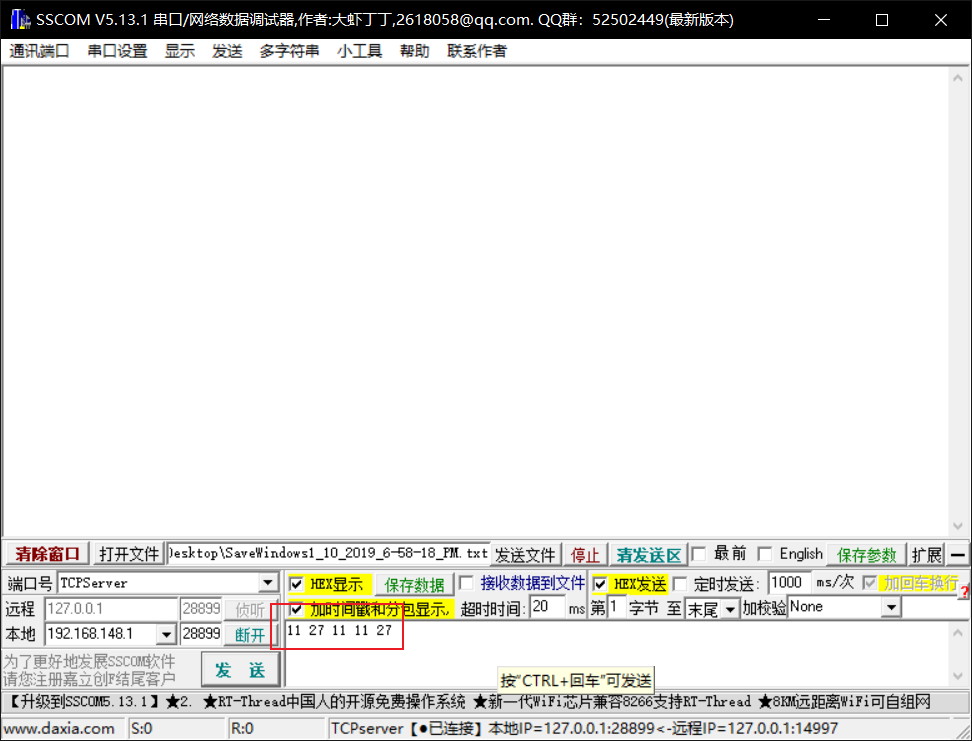 SSCOM V5.13.1 串口/网络数据调试器,作者:大虾丁丁,2618058@qq.com. QQ群: 52502449(最新版本)
通讯端口 串口设置 显示 发送 多字符串 小工具 帮助 联系作者
清除窗口 打开文件 esktop\SaveWindows1_10_2019_6-58-18_PM.txt 发送文件 停止 清发送区 最前 English 保存参数 扩展 —
端口号 TCPServer HEX显示 保存数据 接收数据到文件 HEX发送 定时发送: 1000 ms/次 加回车换行 ?
远程 127.0.0.1 28899 侦听 加时间戳和分包显示, 超时时间: 20 ms 第 1 字节 至 末尾 加校验 None
本地 192.168.148.1 28899 断开 11 27 11 11 27
为了更好地发展SSCOM软件
请您注册嘉立创F结尾客户
发 送
按"CTRL+回车"可发送
【升级到SSCOM5.13.1】★2. ★RT-Thread中国人的开源免费操作系统 ★新一代WiFi芯片兼容8266支持RT-Thread ★8KM远距离WiFi可自组网
www.daxia.com S:0 R:0 TCPserver【●已连接】本地IP=127.0.0.1:28899<-远程IP=127.0.0.1:14997